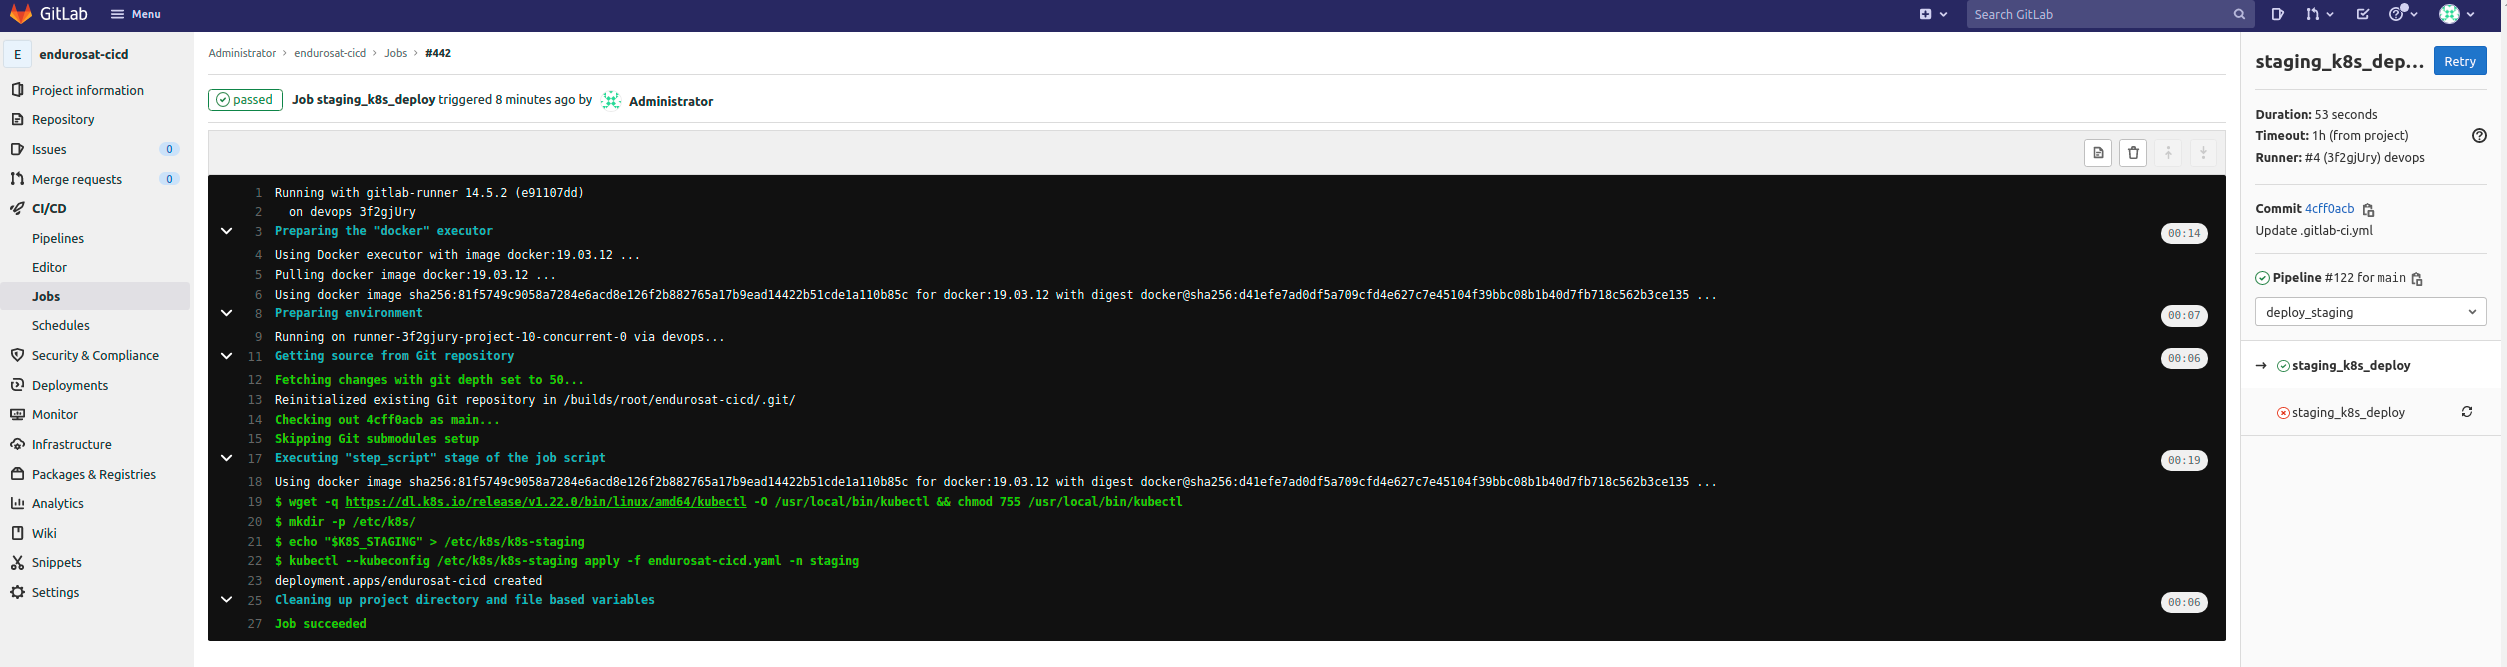 GitLab Menu Search GitLab
E endurosat-cicd
Project information
Repository
Issues 0
Merge requests 0
CI/CD
Pipelines
Editor
Jobs
Schedules
Security & Compliance
Deployments
Monitor
Infrastructure
Packages & Registries
Analytics
Wiki
Snippets
Settings
Administrator › endurosat-cicd › Jobs › #442
passed Job staging_k8s_deploy triggered 8 minutes ago by Administrator
1 Running with gitlab-runner 14.5.2 (e91107dd)
2 on devops 3f2gjUry
3 Preparing the "docker" executor 00:14
4 Using Docker executor with image docker:19.03.12 ...
5 Pulling docker image docker:19.03.12 ...
6 Using docker image sha256:81f5749c9058a7284e6acd8e126f2b882765a17b9ead14422b51cde1a110b85c for docker:19.03.12 with digest docker@sha256:d41efe7ad0df5a709cfd4e627c7e45104f39bbc08b1b40d7fb718c562b3ce135 ...
8 Preparing environment 00:07
9 Running on runner-3f2gjury-project-10-concurrent-0 via devops...
11 Getting source from Git repository 00:06
12 Fetching changes with git depth set to 50...
13 Reinitialized existing Git repository in /builds/root/endurosat-cicd/.git/
14 Checking out 4cff0acb as main...
15 Skipping Git submodules setup
17 Executing "step_script" stage of the job script 00:19
18 Using docker image sha256:81f5749c9058a7284e6acd8e126f2b882765a17b9ead14422b51cde1a110b85c for docker:19.03.12 with digest docker@sha256:d41efe7ad0df5a709cfd4e627c7e45104f39bbc08b1b40d7fb718c562b3ce135 ...
19 $ wget -q https://dl.k8s.io/release/v1.22.0/bin/linux/amd64/kubectl -O /usr/local/bin/kubectl && chmod 755 /usr/local/bin/kubectl
20 $ mkdir -p /etc/k8s/
21 $ echo "$K8S_STAGING" > /etc/k8s/k8s-staging
22 $ kubectl --kubeconfig /etc/k8s/k8s-staging apply -f endurosat-cicd.yaml -n staging
23 deployment.apps/endurosat-cicd created
25 Cleaning up project directory and file based variables 00:06
27 Job succeeded
staging_k8s_dep... Retry
Duration: 53 seconds
Timeout: 1h (from project)
Runner: #4 (3f2gjUry) devops
Commit 4cff0acb
Update .gitlab-ci.yml
Pipeline #122 for main
deploy_staging
→ staging_k8s_deploy
staging_k8s_deploy